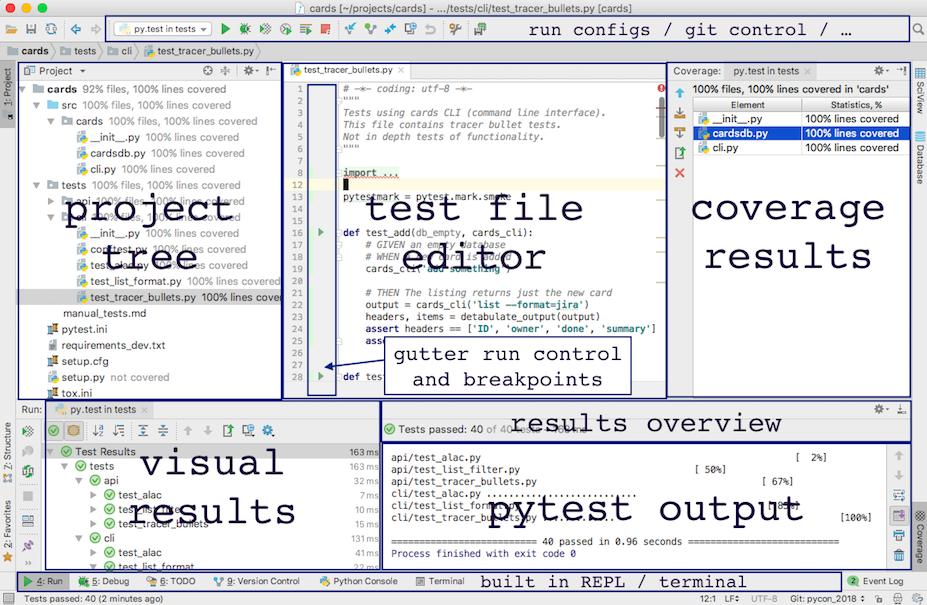 cards [~/projects/cards] - .../tests/cli/test_tracer_bullets.py [cards]
py.test in tests
run configs / git control / …
cards
tests
cli
test_tracer_bullets.py
1: Project
Project
cards 92% files, 100% lines covered
src 100% files, 100% lines covered
cards 100% files, 100% lines covered
__init__.py 100% lines covered
cardsdb.py 100% lines covered
cli.py 100% lines covered
tests 100% files, 100% lines covered
100% files, 100% lines covered
100% files, 100% lines covered
__init__.py 100% lines covered
100% lines covered
100% lines covered
test_list_format.py 100% lines covered
test_tracer_bullets.py 100% lines cover
manual_tests.md
pytest.ini
requirements_dev.txt
setup.cfg
setup.py not covered
tox.ini
project
tree
test_tracer_bullets.py
1 # -*- coding: utf-8 -*-
2 """
3 Tests using cards CLI (command line interface).
4 This file contains tracer bullet tests.
5 Not in depth tests of functionality.
6 """
7
8 import ...
12
13 pytestmark = pytest.mark.smoke
14
15
16 def test_add(db_empty, cards_cli):
17 # GIVEN an empty database
18 # WHEN a new card is added
19 cards_cli('add something')
20
21 # THEN The listing returns just the new card
22 output = cards_cli('list --format=jira')
23 headers, items = detabulate_output(output)
24 assert headers == ['ID', 'owner', 'done', 'summary']
25 ass
26
27
28 def test
test file
editor
gutter run control
and breakpoints
Coverage:
py.test in tests
100% files, 100% lines covered in 'cards'
Element
Statistics, %
__init__.py
100% lines covered
cardsdb.py
100% lines covered
cli.py
100% lines covered
coverage
results
SciView
Database
Run:
py.test in tests
Z: Structure
2: Favorites
Test Results 163 ms
tests 163 ms
api 32 ms
test_alac 7 ms
10 ms
test_tracer_bullets 15 ms
cli 131 ms
test_alac 41 ms
test_list_format 22 ms
visual
results
Tests passed: 40 of 40 tests
results overview
api/test_alac.py [ 2%]
api/test_list_filter.py [ 50%]
api/test_tracer_bullets.py [ 67%]
cli/test_alac.py ........................
cli/test_list_format.py
cli/test_tracer_bullets.py [100%]
======================== 40 passed in 0.96 seconds =========================
Process finished with exit code 0
pytest output
Coverage
4: Run
5: Debug
6: TODO
9: Version Control
Python Console
Terminal
built in REPL / terminal
2 Event Log
Tests passed: 40 (2 minutes ago)
12:1
LF
UTF-8
Git: pycon_2018